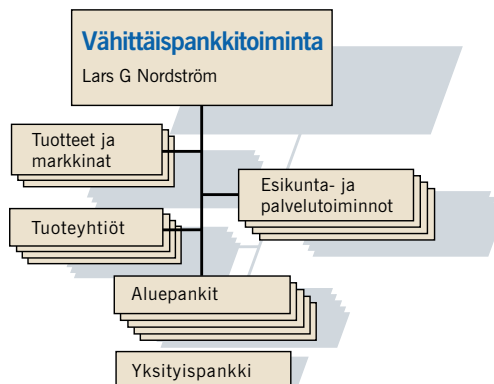 Vähittäispankkitoiminta
Lars G Nordström
Tuotteet ja
markkinat
Esikunta- ja
palvelutoiminnot
Tuoteyhtiöt
Aluepankit
Yksityispankki